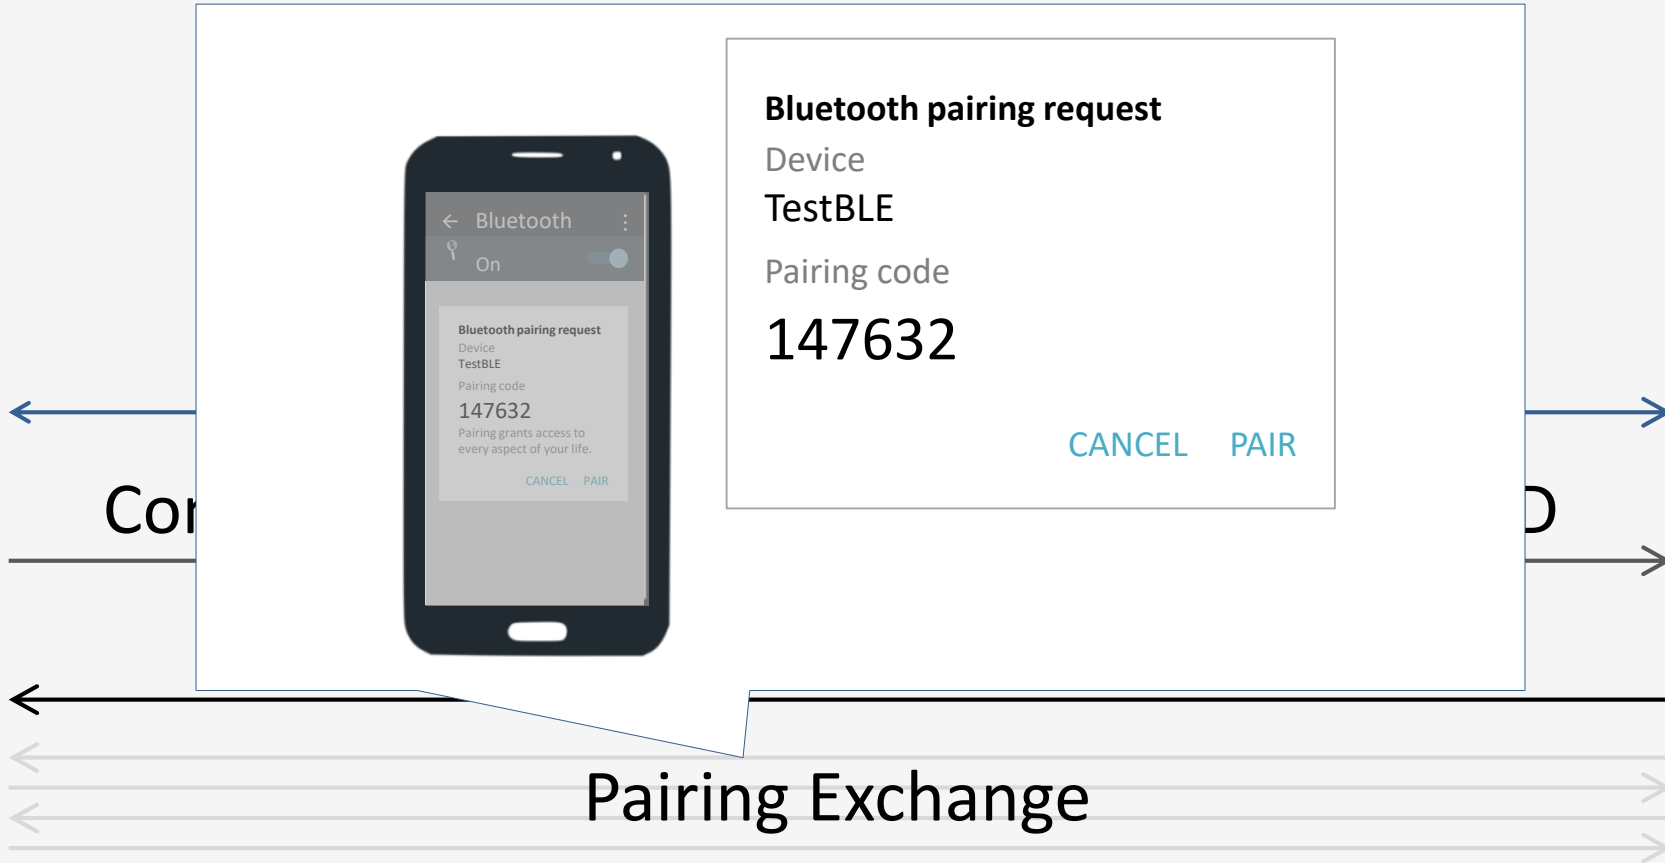 Bluetooth
On
Bluetooth pairing request
Device
TestBLE
Pairing code
147632
Pairing grants access to
every aspect of your life.
CANCEL PAIR
Bluetooth pairing request
Device
TestBLE
Pairing code
147632
CANCEL PAIR
Pairing Exchange